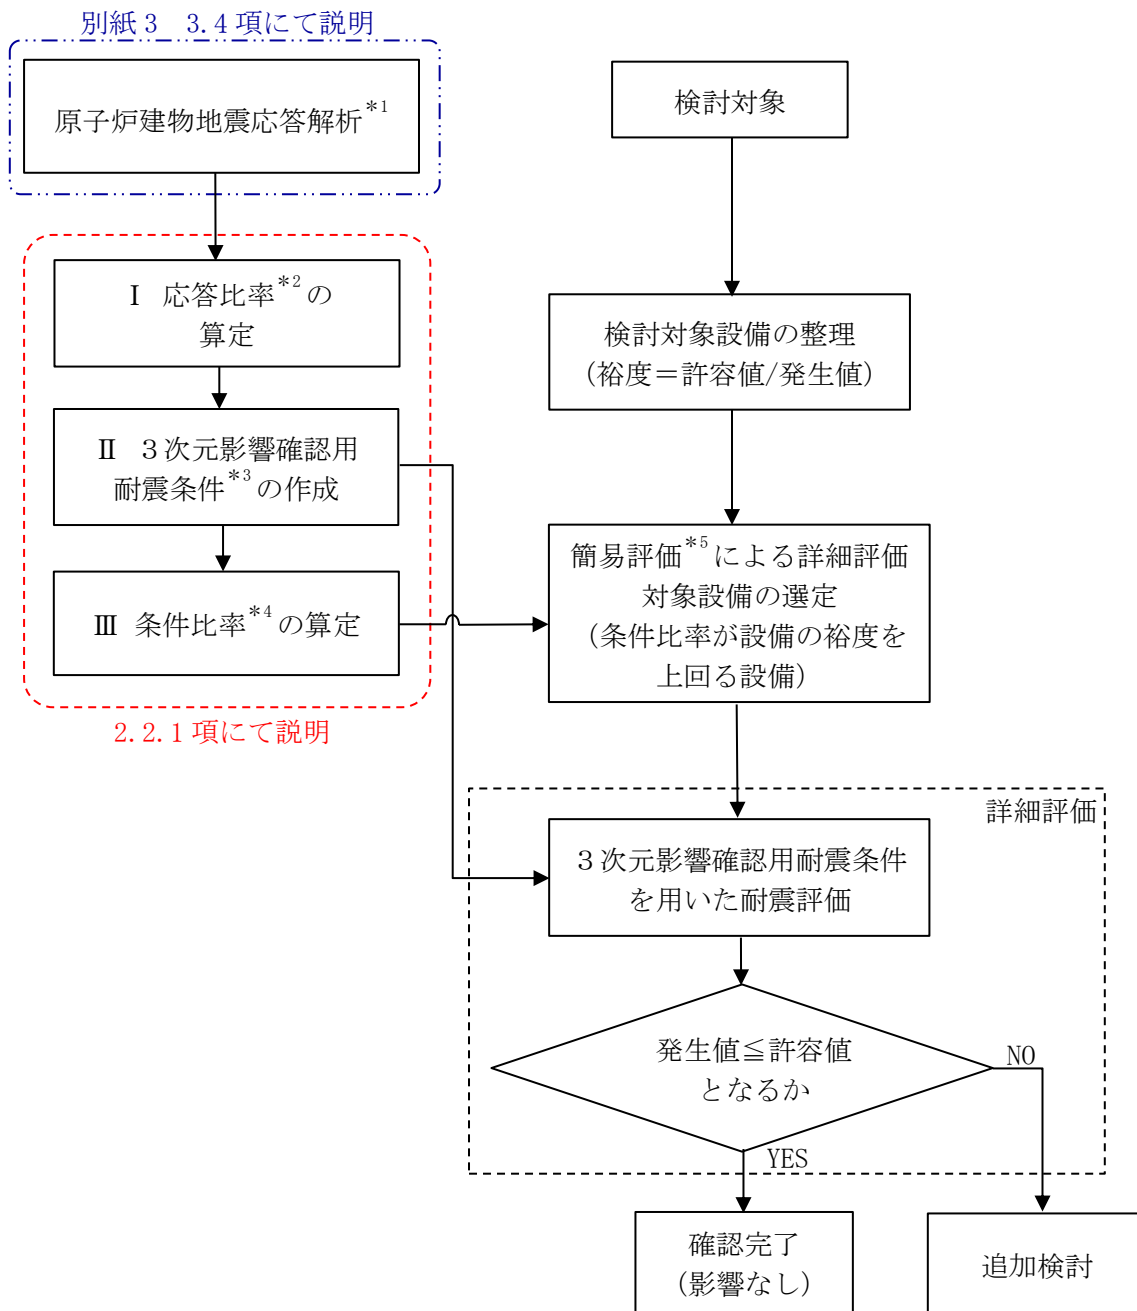 別紙3 3.4項にて説明
原子炉建物地震応答解析*1
Ⅰ 応答比率*2の
算定
Ⅱ 3次元影響確認用
耐震条件*3の作成
Ⅲ 条件比率*4の算定
2.2.1項にて説明
検討対象
検討対象設備の整理
(裕度=許容値/発生値)
簡易評価*5による詳細評価
対象設備の選定
(条件比率が設備の裕度を
上回る設備)
詳細評価
3次元影響確認用耐震条件
を用いた耐震評価
発生値≦許容値
となるか
NO
YES
確認完了
(影響なし)
追加検討